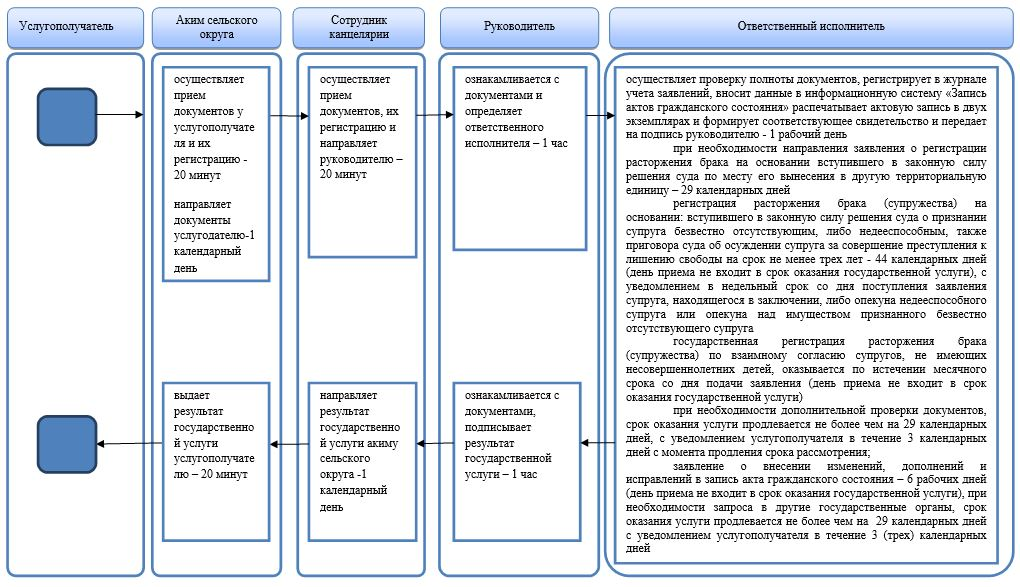 Услугополучатель
Аким сельского
округа
Сотрудник
канцелярии
Руководитель
Ответственный исполнитель
осуществляет
прием
документов у
услугополучате
ля и их
регистрацию -
20 минут
направляет
документы
услугодателю-1
календарный
день
осуществляет
прием
документов, их
регистрацию и
направляет
руководителю –
20 минут
ознакамливается с
документами и
определяет
ответственного
исполнителя – 1 час
осуществляет проверку полноты документов, регистрирует в журнале
учета заявлений, вносит данные в информационную систему «Запись
актов гражданского состояния» распечатывает актовую запись в двух
экземплярах и формирует соответствующее свидетельство и передает
на подпись руководителю - 1 рабочий день
при необходимости направления заявления о регистрации
расторжения брака на основании вступившего в законную силу
решения суда по месту его вынесения в другую территориальную
единицу – 29 календарных дней
регистрация расторжения брака (супружества) на
основании: вступившего в законную силу решения суда о признании
супруга безвестно отсутствующим, либо недееспособным, также
приговора суда об осуждении супруга за совершение преступления к
лишению свободы на срок не менее трех лет - 44 календарных дней
(день приема не входит в срок оказания государственной услуги), с
уведомлением в недельный срок со дня поступления заявления
супруга, находящегося в заключении, либо опекуна недееспособного
супруга или опекуна над имуществом признанного безвестно
отсутствующего супруга
государственная регистрация расторжения брака
(супружества) по взаимному согласию супругов, не имеющих
несовершеннолетних детей, оказывается по истечении месячного
срока со дня подачи заявления (день приема не входит в срок
оказания государственной услуги)
при необходимости дополнительной проверки документов,
срок оказания услуги продлевается не более чем на 29 календарных
дней, с уведомлением услугополучателя в течение 3 календарных
дней с момента продления срока рассмотрения;
заявление о внесении изменений, дополнений и
исправлений в запись акта гражданского состояния – 6 рабочих дней
(день приема не входит в срок оказания государственной услуги), при
необходимости запроса в другие государственные органы, срок
оказания услуги продлевается не более чем на 29 календарных дней
с уведомлением услугополучателя в течение 3 (трех) календарных
дней
выдает
результат
государственно
й услуги
услугополучате
лю – 20 минут
направляет
результат
государственно
й услуги акиму
сельского
округа -1
календарный
день
ознакамливается с
документами,
подписывает
результат
государственной
услуги – 1 час